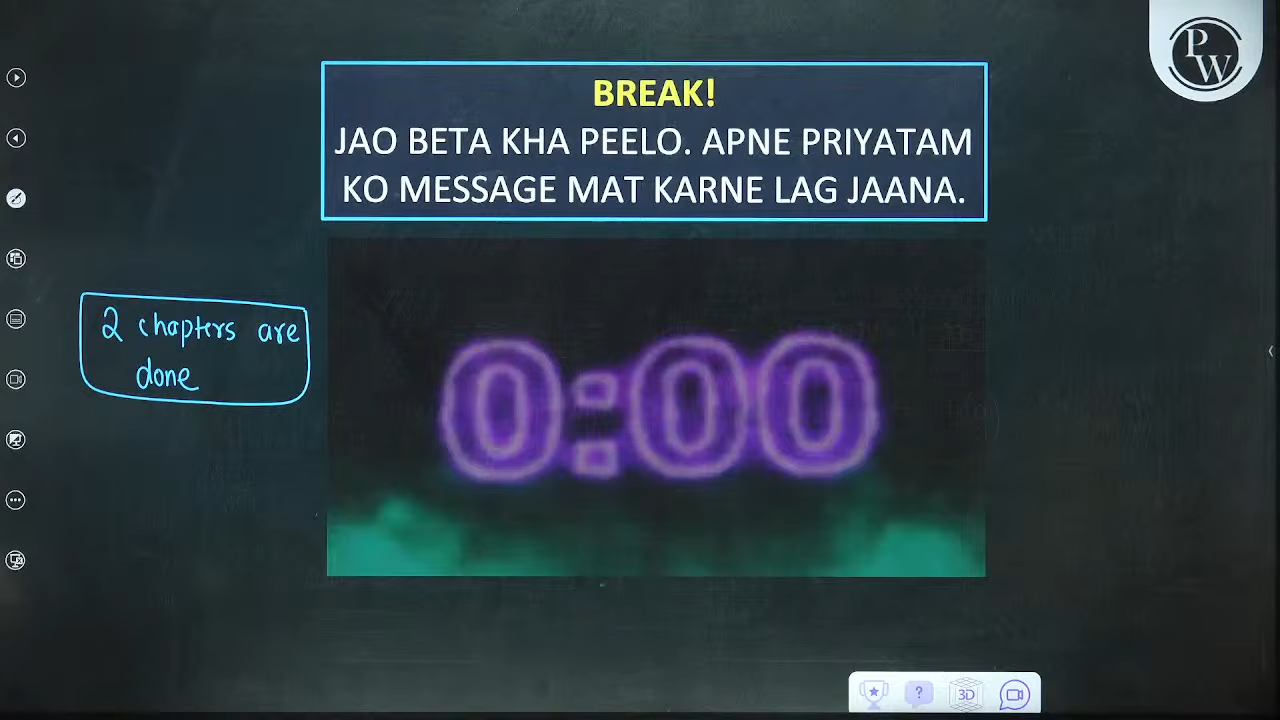 PW
BREAK!
JAO BETA KHA PEELO. APNE PRIYATAM
KO MESSAGE MAT KARNE LAG JAANA.
2 chapters are
done
0:00
?
3D